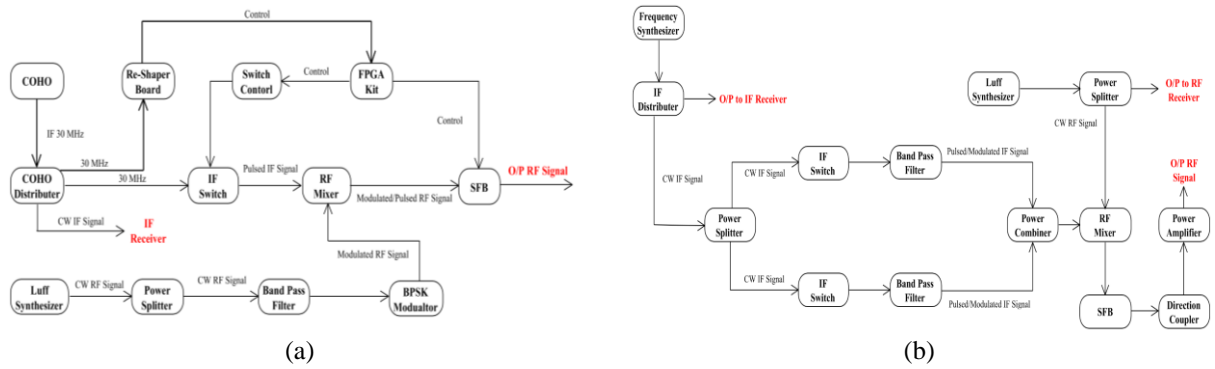 Control
COHO
Re-Shaper
Board
Switch
Contorl
Control
FPGA
Kit
IF 30 MHz
Control
30 MHz
COHO
Distributer
30 MHz
IF
Switch
Pulsed IF Signal
RF
Mixer
Modulated/Pulsed RF Signal
SFB
O/P RF Signal
CW IF Signal
IF
Receiver
Modulated RF Signal
Luff
Synthesizer
CW RF Signal
Power
Splitter
CW RF Signal
Band Pass
Filter
BPSK
Modualtor
(a)
Frequency
Synthesizer
IF
Distributer
O/P to IF Receiver
Luff
Synthesizer
Power
Splitter
O/P to RF
Receiver
CW RF Signal
CW IF Signal
CW IF Signal
IF
Switch
Band Pass
Filter
Pulsed/Modulated IF Signal
O/P RF
Signal
Power
Splitter
Power
Combiner
RF
Mixer
Power
Amplifier
CW IF Signal
IF
Switch
Band Pass
Filter
Pulsed/Modulated IF Signal
SFB
Direction
Coupler
(b)